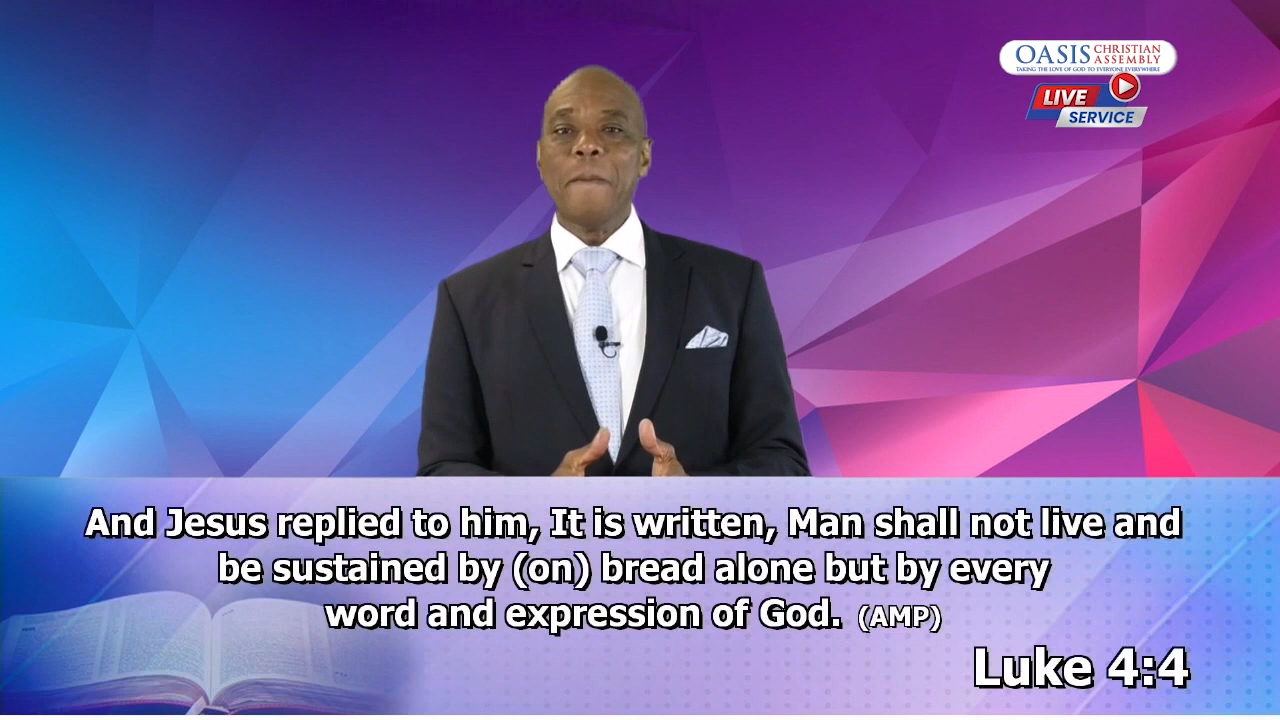 OASIS CHRISTIAN ASSEMBLY
TAKING THE LOVE OF GOD TO EVERYONE EVERYWHERE
LIVE
SERVICE
And Jesus replied to him, It is written, Man shall not live and
be sustained by (on) bread alone but by every
word and expression of God. (AMP)
Luke 4:4